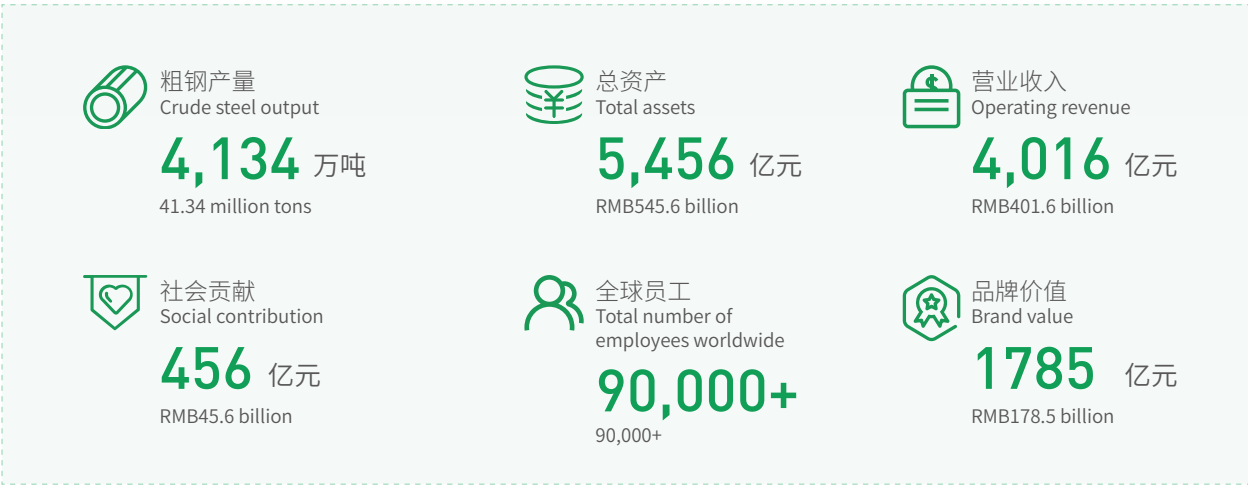 粗钢产量
Crude steel output
4,134 万吨
41.34 million tons
总资产
Total assets
5,456 亿元
RMB545.6 billion
营业收入
Operating revenue
4,016 亿元
RMB401.6 billion
社会贡献
Social contribution
456 亿元
RMB45.6 billion
全球员工
Total number of
employees worldwide
90,000+
90,000+
品牌价值
Brand value
1785 亿元
RMB178.5 billion